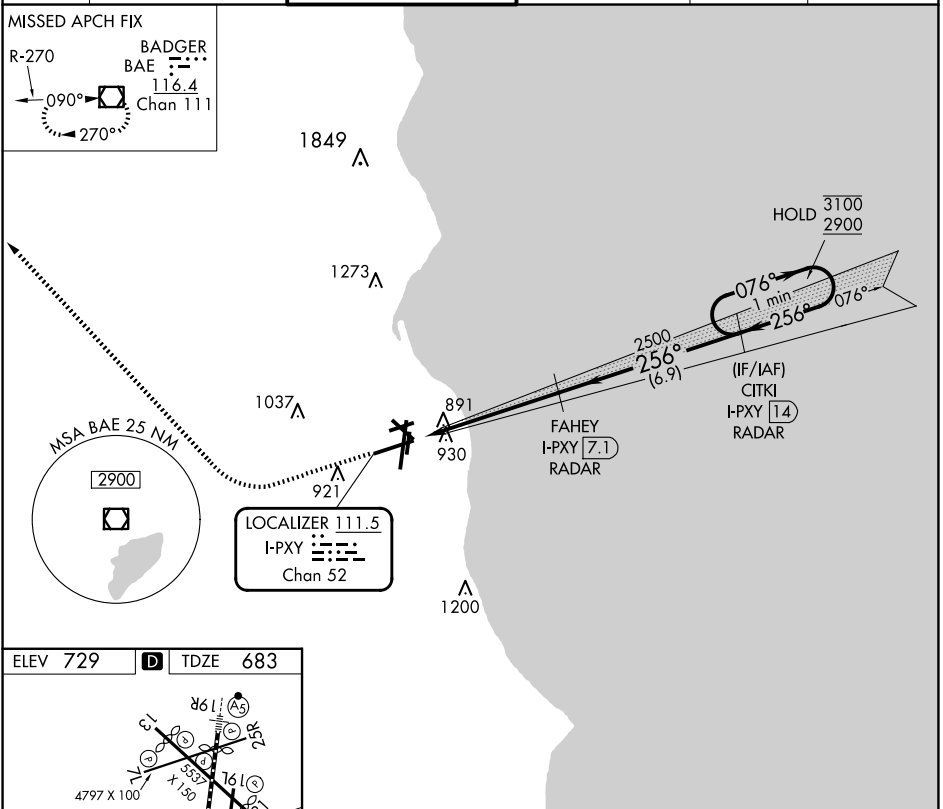 MISSED APCH FIX
R-270
BADGER
BAE
116.4
Chan 111
090°
270°
1849
1273
HOLD 3100
2900
076°
1 min
256°
076°
2500
256°
(6.9)
(IF/IAF)
CITKI
I-PXY 14
RADAR
FAHEY
I-PXY 7.1
RADAR
1037
891
930
921
MSA BAE 25 NM
2900
LOCALIZER 111.5
I-PXY
Chan 52
1200
ELEV 729 D TDZE 683
19R
A5
13
P
25R
P
P
P
7L
5537
X 150
19L
P
4797 X 100